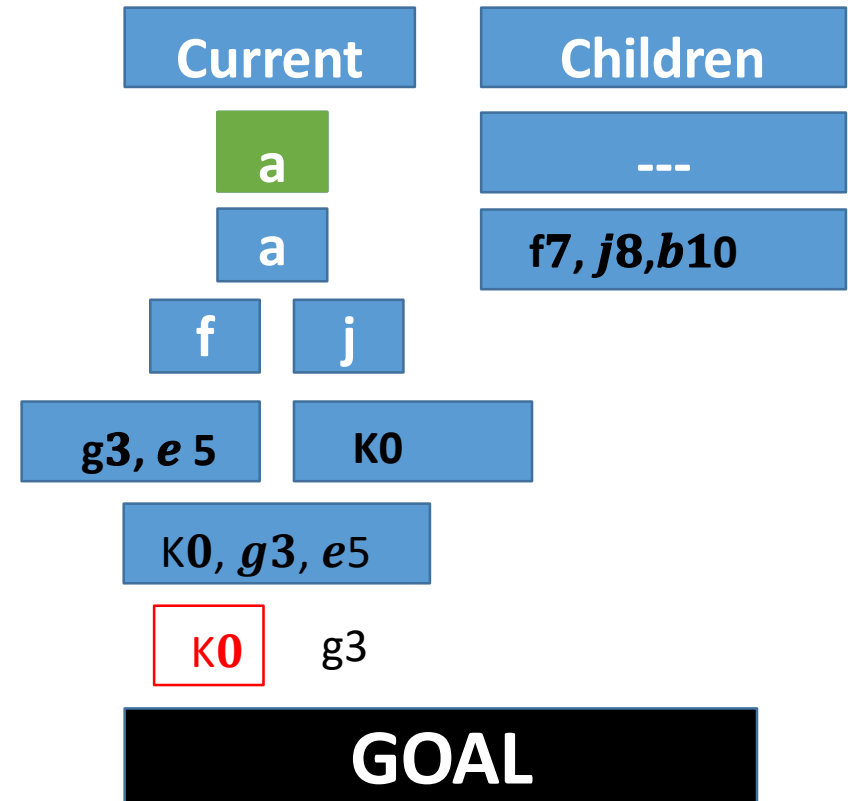 Current Children
a ---
a f7, j8,b10
f j
g3, e 5 K0
K0, g3, e5
K0 g3
GOAL